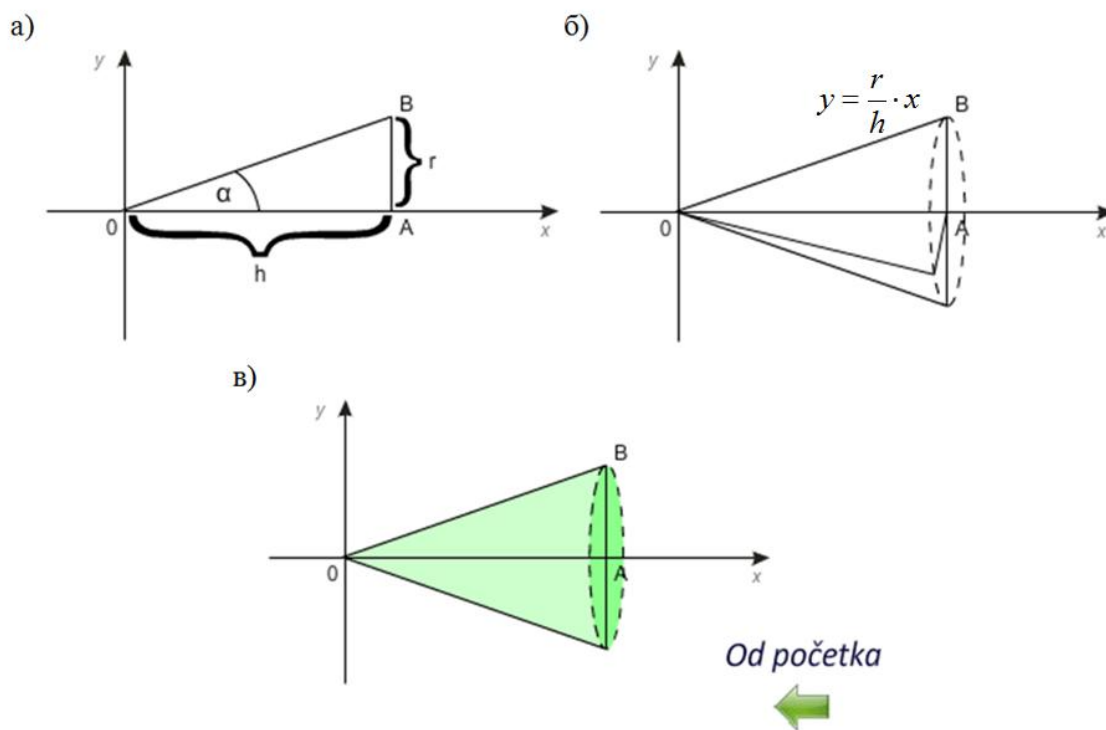 а)
y
B
α
r
0
A
x
h
б)
y
y = r/h · x
B
0
A
x
в)
y
B
0
A
x
Od početka